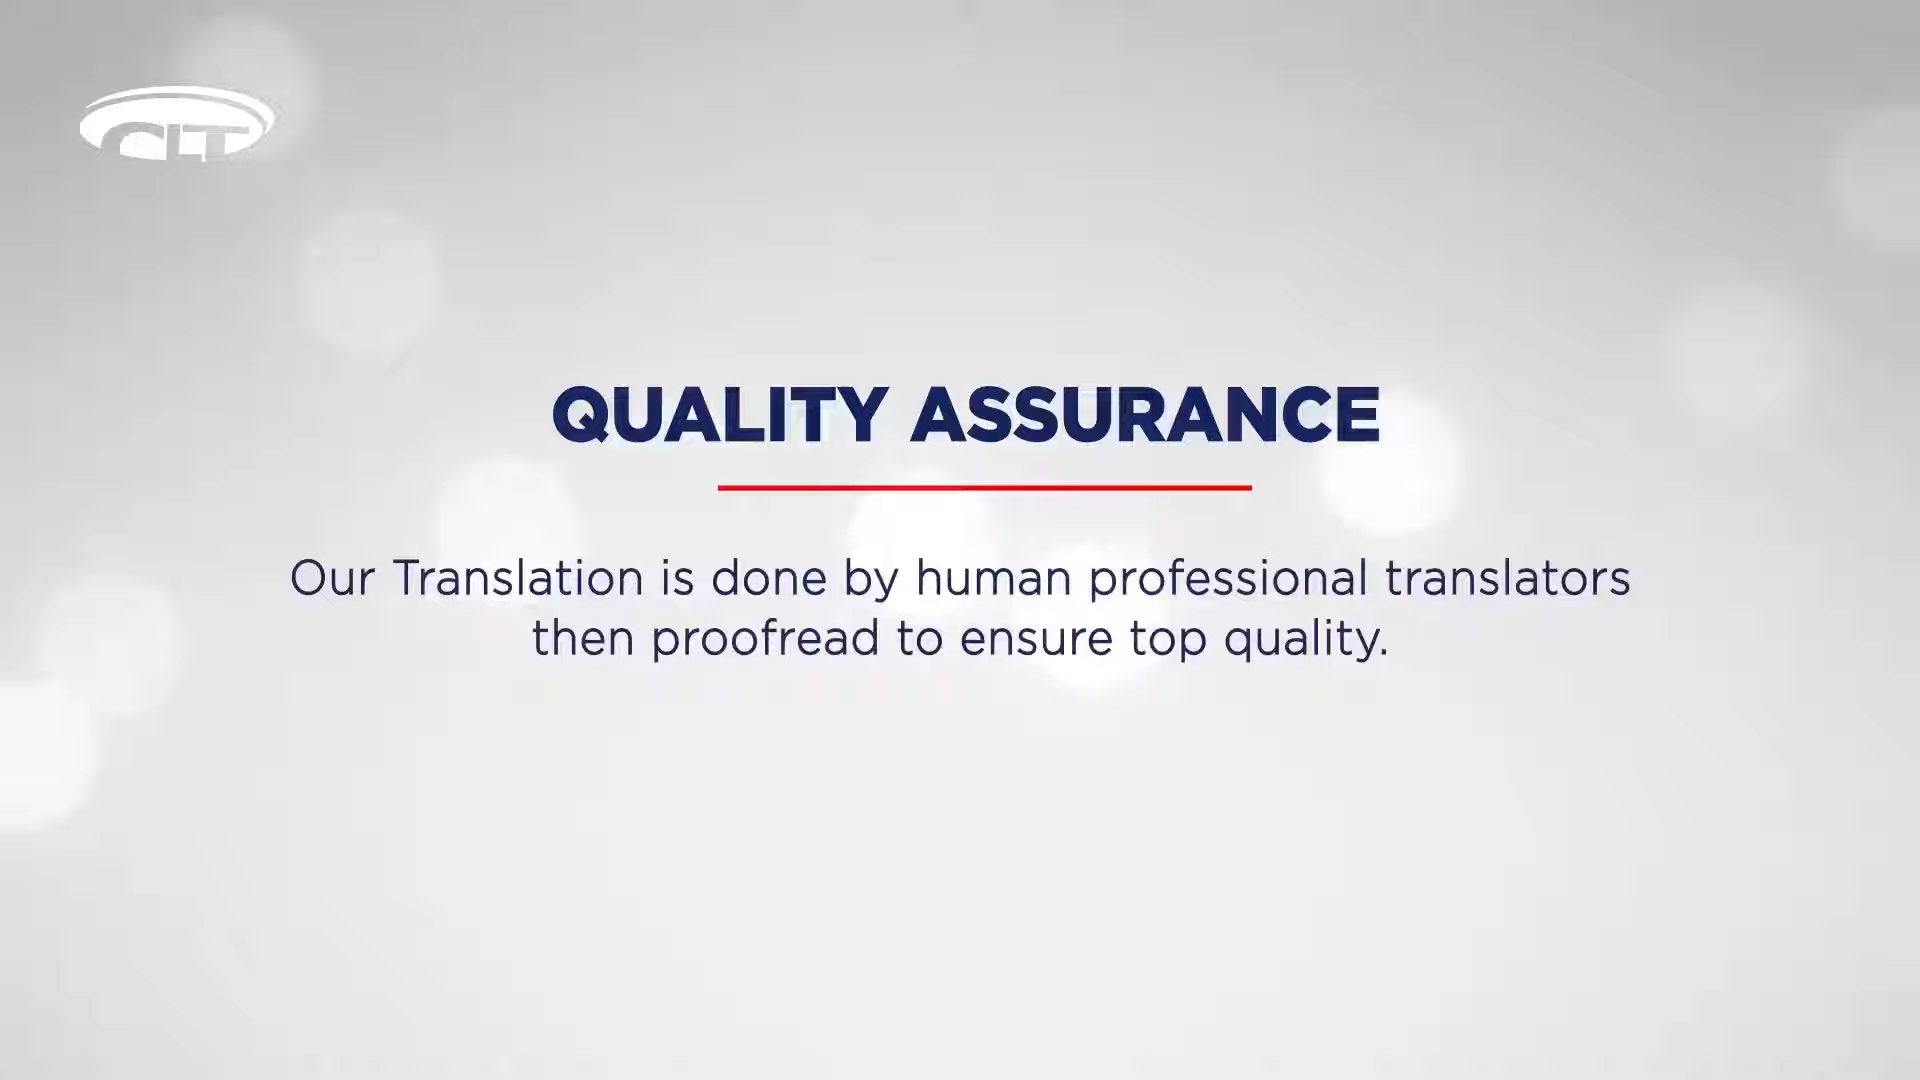 QUALITY ASSURANCE
Our Translation is done by human professional translators
then proofread to ensure top quality.